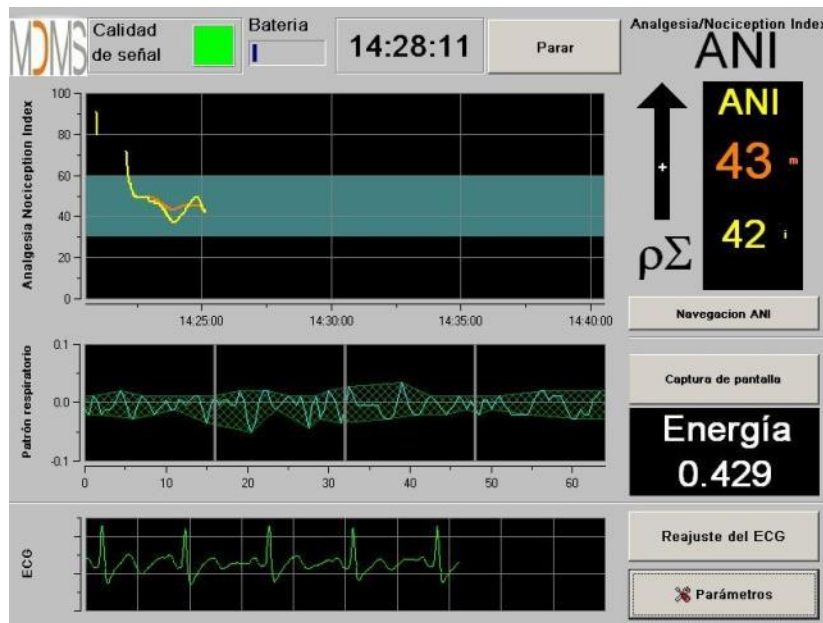 MDMS
Calidad
de señal
Bateria
14:28:11
Parar
Analgesia/Nociception Index
ANI
Analgesia Nociception Index
100
80
60
40
20
0
14:25:00
14:30:00
14:35:00
14:40:00
+
ρΣ
ANI
43 m
42 i
Navegacion ANI
Patrón respiratorio
0.1
0.0
-0.1
0
10
20
30
40
50
60
Captura de pantalla
Energía
0.429
ECG
Reajuste del ECG
Parámetros